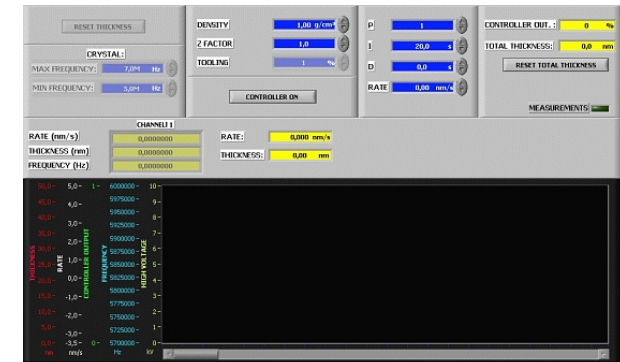 RESET THICKNESS
CRYSTAL:
MAX FREQUENCY: 7,0M Hz
MIN FREQUENCY: 5,0M Hz
DENSITY 1,00 g/cm³
Z FACTOR 1,0
TOOLING 1 %
CONTROLLER ON
P 1
I 20,0 s
D 0,0 s
RATE 0,00 nm/s
CONTROLLER OUT. : 0 %
TOTAL THICKNESS: 0,0 nm
RESET TOTAL THICKNESS
MEASUREMENTS
CHANNEL 1
RATE (nm/s) 0,0000000
THICKNESS (nm) 0,0000000
FREQUENCY (Hz) 0,0000000
RATE: 0,000 nm/s
THICKNESS: 0,00 nm
50,0 5,0 1 6000000 10
45,0 4,0 5975000 9
40,0 5950000 8
3,0 5925000
35,0 2,0 5900000 7
30,0 5875000 6
25,0 1,0 5850000 5
20,0 0,0 5825000 4
15,0 -1,0 5800000 3
5775000
10,0 -2,0 5750000 2
5,0 -3,0 5725000 1
0,0 -3,5 0 5700000 0
THICKNESS
RATE
CONTROLLER OUTPUT
FREQUENCY
HIGH VOLTAGE
nm nm/s Hz kV